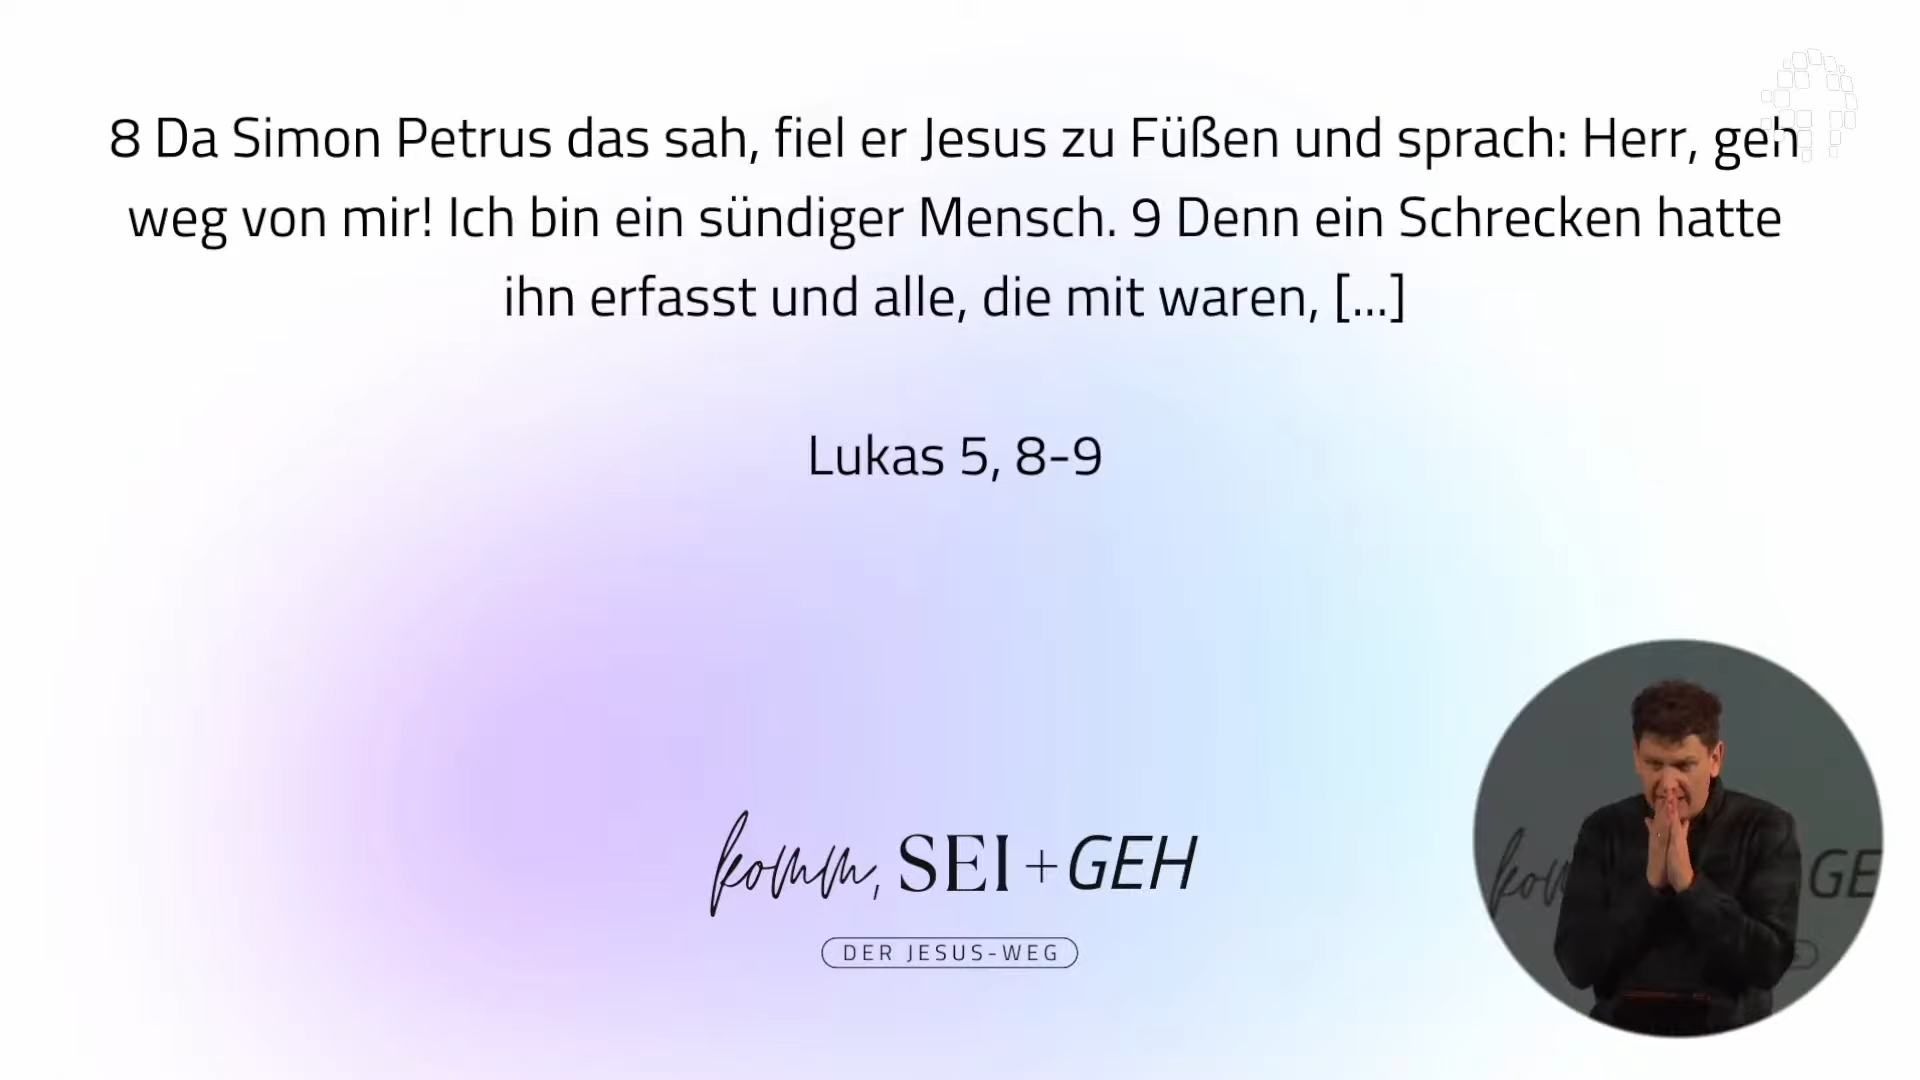 8 Da Simon Petrus das sah, fiel er Jesus zu Füßen und sprach: Herr, geh
weg von mir! Ich bin ein sündiger Mensch. 9 Denn ein Schrecken hatte
ihn erfasst und alle, die mit waren, [...]
Lukas 5, 8-9
komm, SEI + GEH
DER JESUS-WEG
kom GE